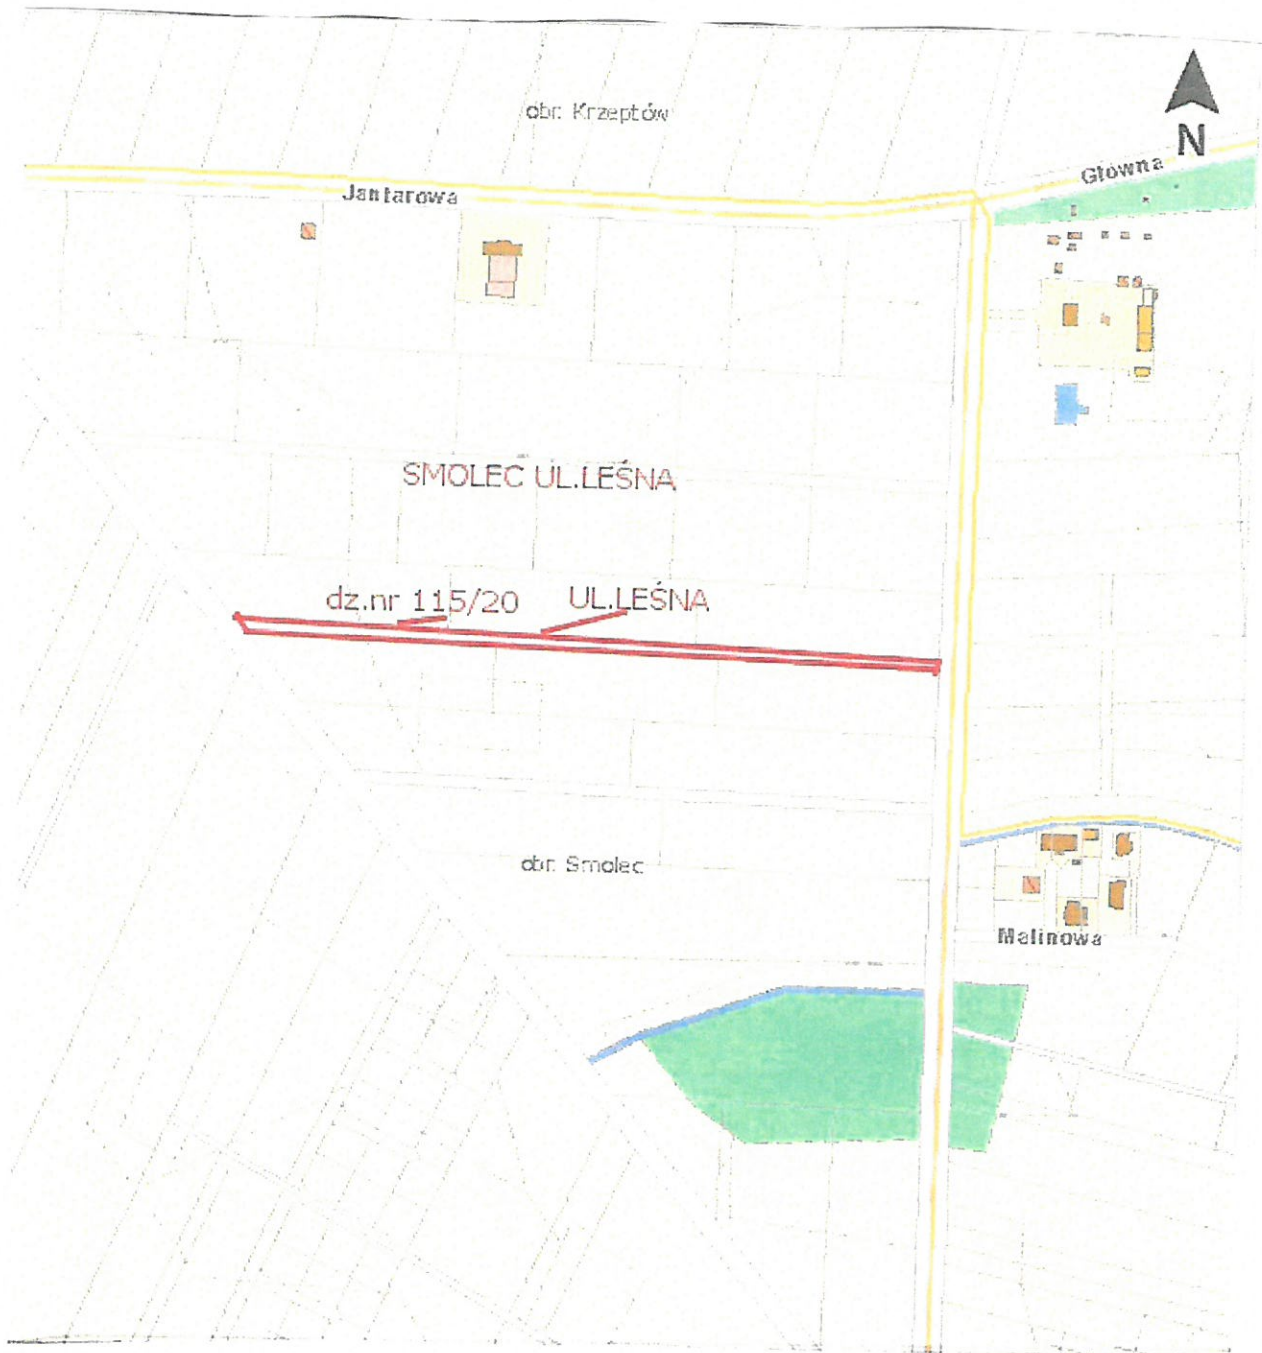 obr. Krzeptów
N
Główna
Jantarowa
SMOLEC UL.LEŚNA
dz.nr 115/20
UL.LEŚNA
obr. Smolec
Malinowa